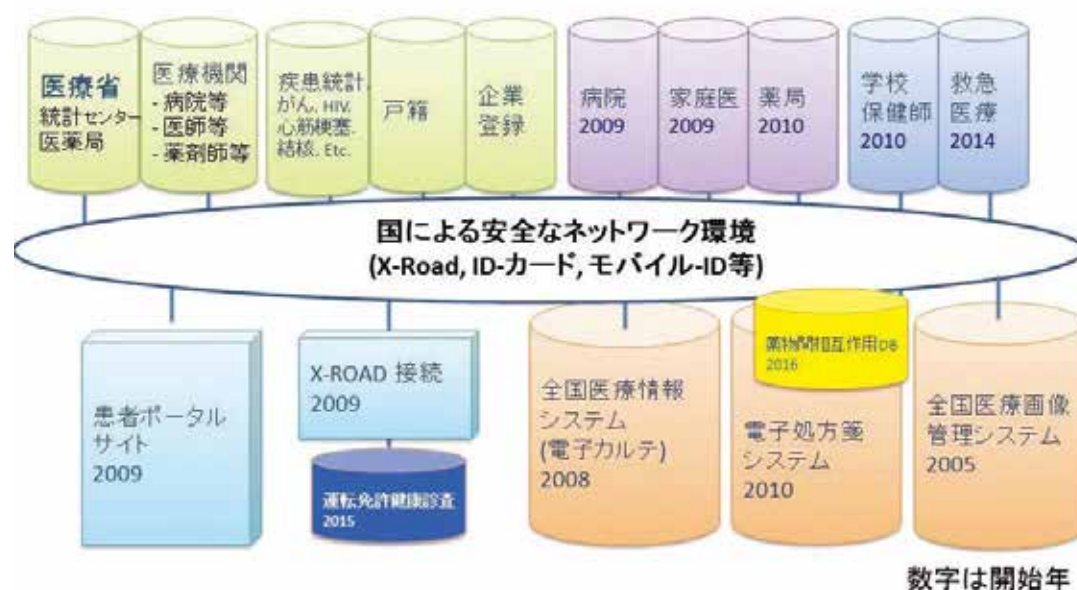 医療省
統計センター
医薬局
医療機関
- 病院等
- 医師等
- 薬剤師等
疾患統計,
がん, HIV,
心筋梗塞,
結核, Etc.
戸籍
企業
登録
病院
2009
家庭医
2009
薬局
2010
学校
保健師
2010
救急
医療
2014
国による安全なネットワーク環境
(X-Road, ID-カード, モバイル-ID等)
患者ポータル
サイト
2009
X-ROAD 接続
2009
運転免許健康診査
2015
全国医療情報
システム
(電子カルテ)
2008
薬物間相互作用DB
2016
電子処方箋
システム
2010
全国医療画像
管理システム
2005
数字は開始年